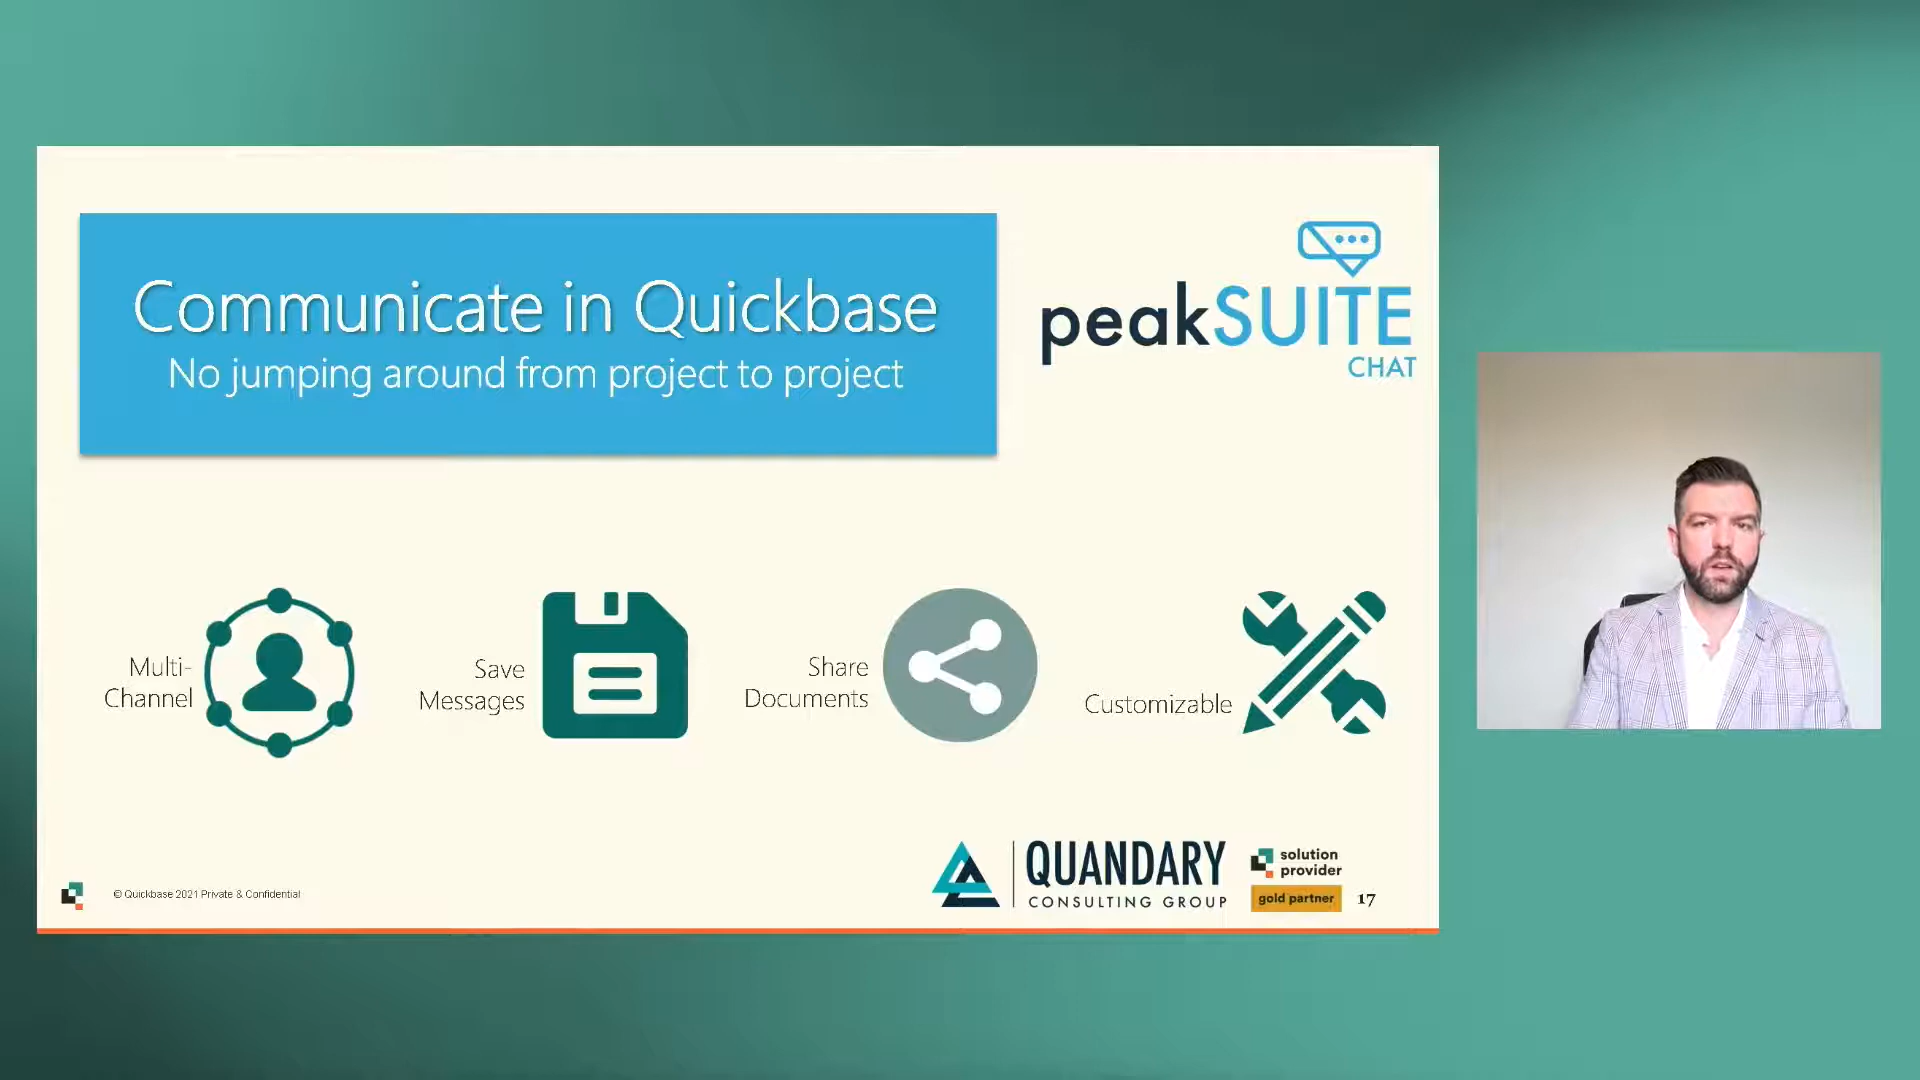 Communicate in Quickbase
No jumping around from project to project
peakSUITE
CHAT
Multi-
Channel
Save
Messages
Share
Documents
Customizable
© Quickbase 2021 Private & Confidential
QUANDARY
CONSULTING GROUP
solution
provider
gold partner
17